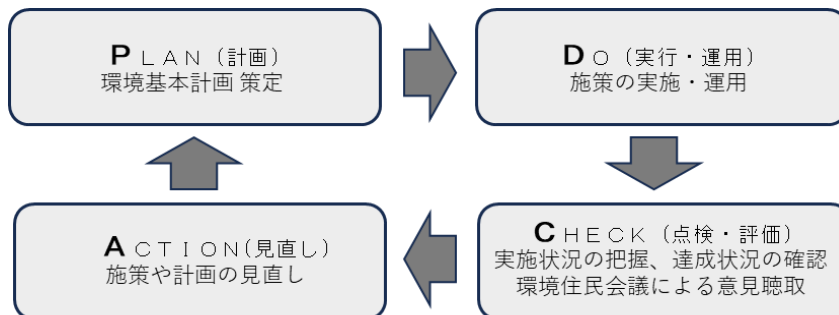 ＰＬＡＮ（計画）
環境基本計画 策定
ＤＯ（実行・運用）
施策の実施・運用
ＣＨＥＣＫ（点検・評価）
実施状況の把握、達成状況の確認
環境住民会議による意見聴取
ＡＣＴＩＯＮ(見直し）
施策や計画の見直し